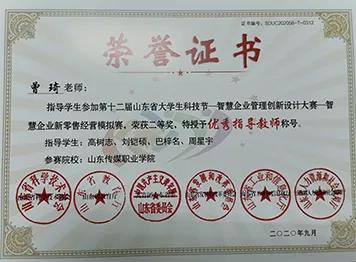 证书编号：SDUC202058-T-0312
荣誉证书
曾琦老师：
指导学生参加第十二届山东省大学生科技节—智慧企业管理创新设计大赛—智
慧企业新零售经营模拟赛，荣获二等奖，特授予优秀指导教师称号。
指导学生：高树志、刘铠硕、巴梓名、周星宇
参赛院校：山东传媒职业学院
二〇二〇年九月